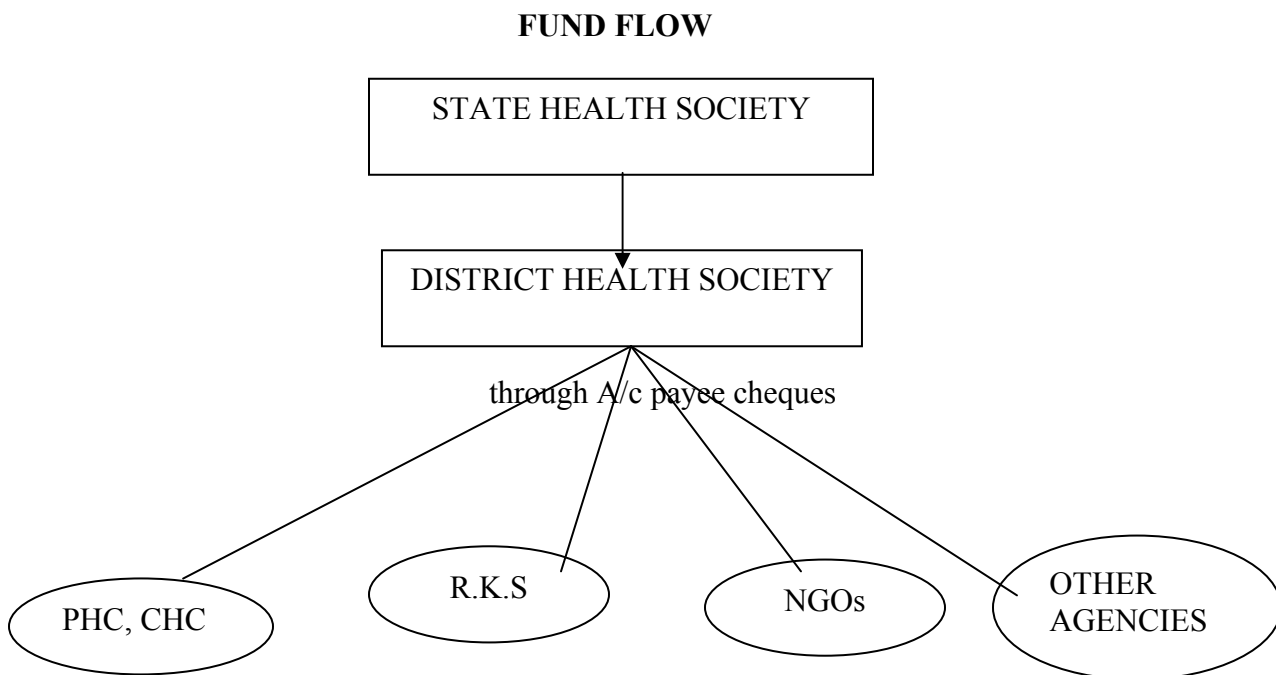 FUND FLOW
STATE HEALTH SOCIETY
DISTRICT HEALTH SOCIETY
through A/c payee cheques
PHC, CHC
R.K.S
NGOs
OTHER
AGENCIES